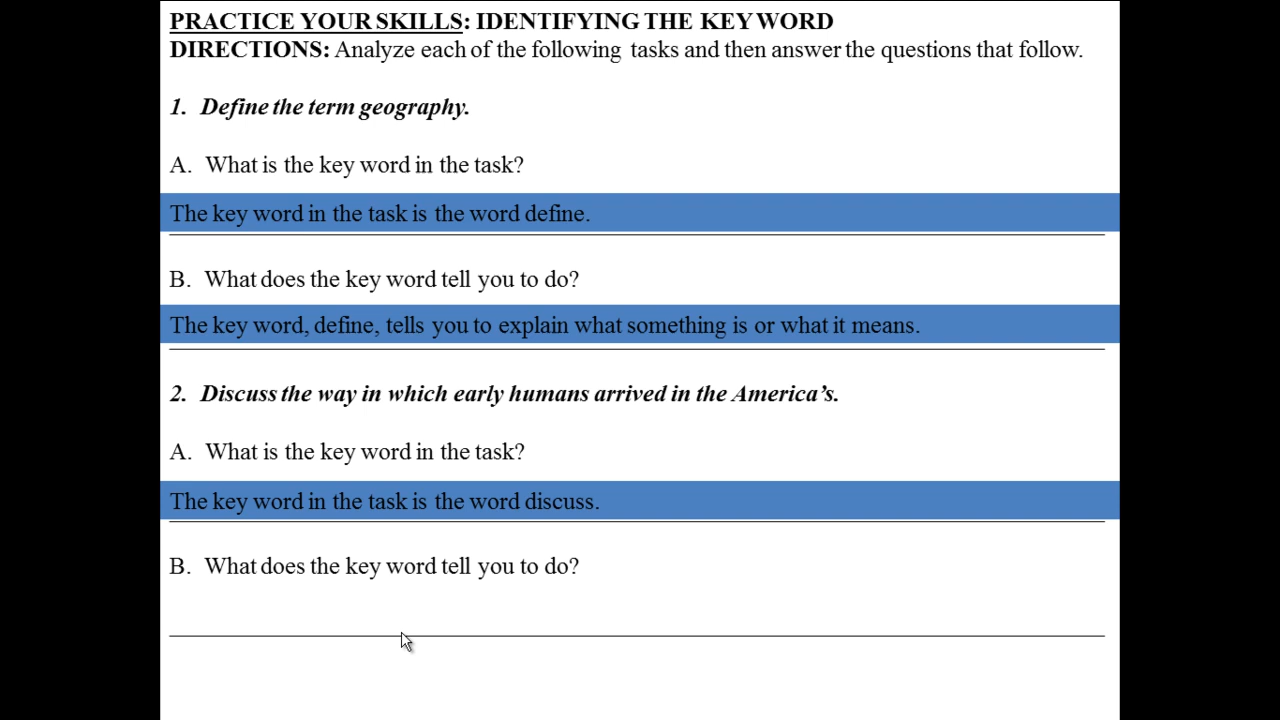 PRACTICE YOUR SKILLS: IDENTIFYING THE KEY WORD
DIRECTIONS: Analyze each of the following tasks and then answer the questions that follow.
1. Define the term geography.
A. What is the key word in the task?
The key word in the task is the word define.
B. What does the key word tell you to do?
The key word, define, tells you to explain what something is or what it means.
2. Discuss the way in which early humans arrived in the America's.
A. What is the key word in the task?
The key word in the task is the word discuss.
B. What does the key word tell you to do?